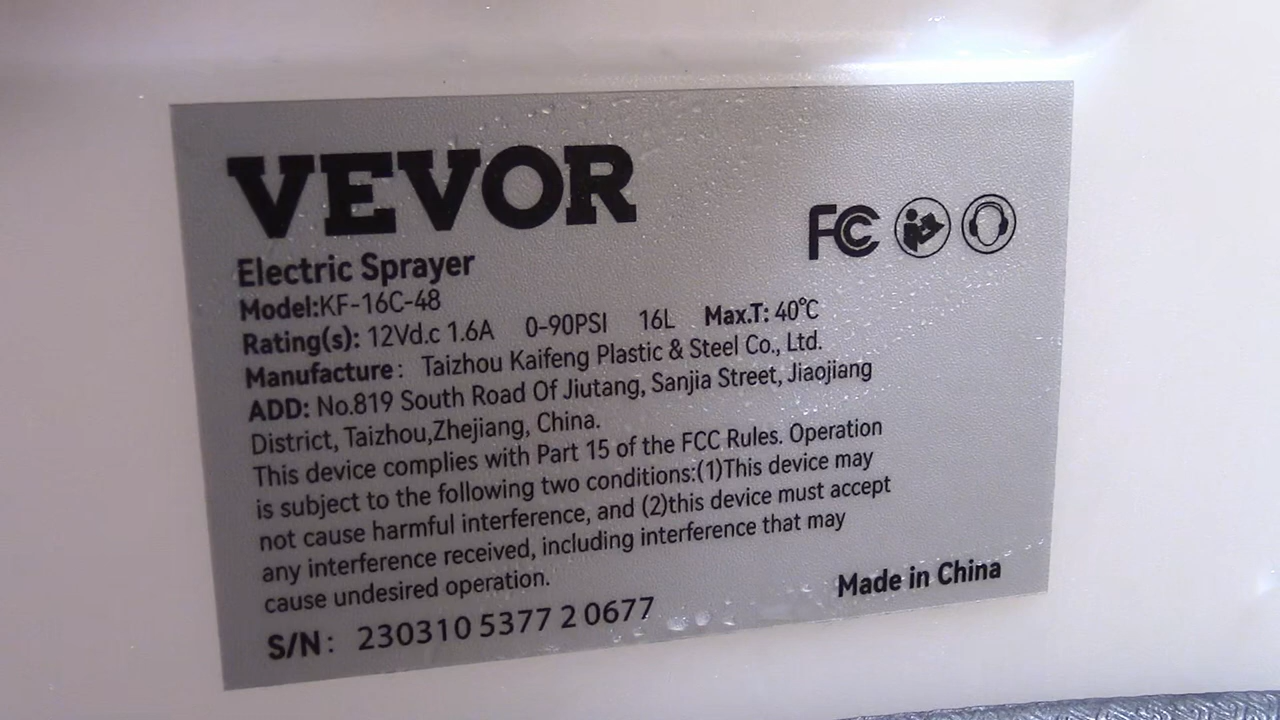 VEVOR
FC
Electric Sprayer
Model:KF-16C-48
Rating(s): 12Vd.c 1.6A 0-90PSI 16L Max.T: 40℃
Manufacture: Taizhou Kaifeng Plastic & Steel Co., Ltd.
ADD: No.819 South Road Of Jiutang, Sanjia Street, Jiaojiang
District, Taizhou,Zhejiang, China.
This device complies with Part 15 of the FCC Rules. Operation
is subject to the following two conditions:(1)This device may
not cause harmful interference, and (2)this device must accept
any interference received, including interference that may
cause undesired operation.
Made in China
S/N: 230310 5377 2 0677